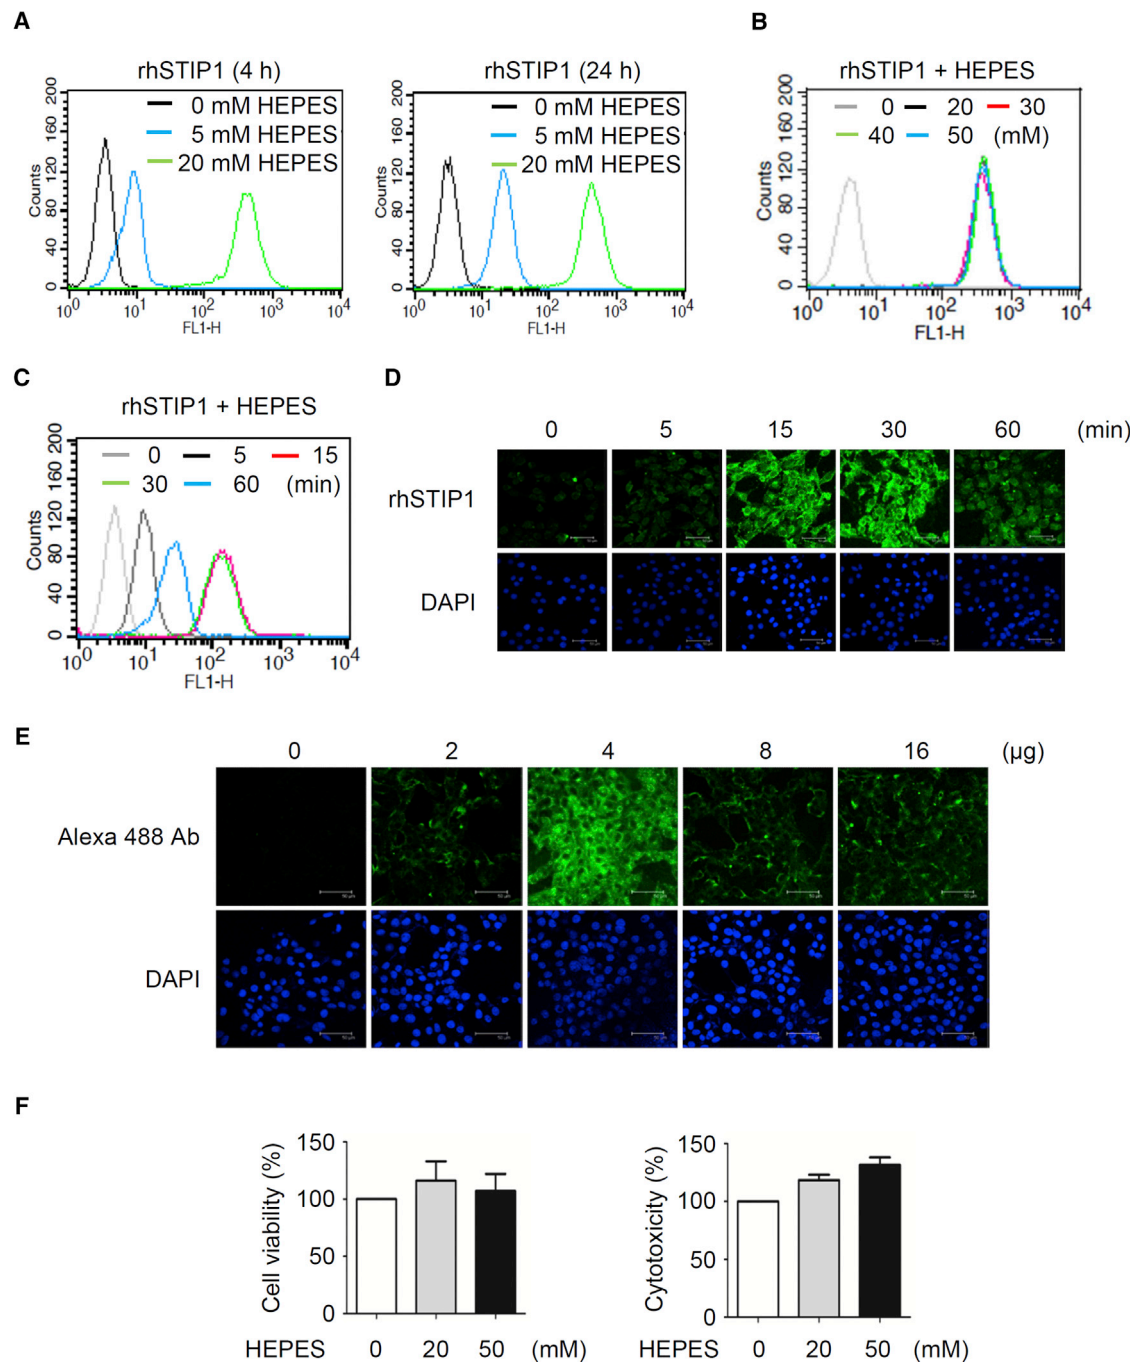 A
B
rhSTIP1 (4 h)
rhSTIP1 (24 h)
rhSTIP1 + HEPES
0 mM HEPES
5 mM HEPES
20 mM HEPES
Counts
200
160
120
80
40
0
10^0 10^1 10^2 10^3 10^4
FL1-H
0 mM HEPES
5 mM HEPES
20 mM HEPES
Counts
200
160
120
80
40
0
10^0 10^1 10^2 10^3 10^4
FL1-H
0 20 30
40 50 (mM)
Counts
200
160
120
80
40
0
10^0 10^1 10^2 10^3 10^4
FL1-H
C
rhSTIP1 + HEPES
0 5 15
30 60 (min)
Counts
200
160
120
80
40
0
10^0 10^1 10^2 10^3 10^4
FL1-H
D
0 5 15 30 60 (min)
rhSTIP1
DAPI
E
0 2 4 8 16 (µg)
Alexa 488 Ab
DAPI
F
Cell viability (%)
150
100
50
0
HEPES 0 20 50 (mM)
Cytotoxicity (%)
150
100
50
0
HEPES 0 20 50 (mM)